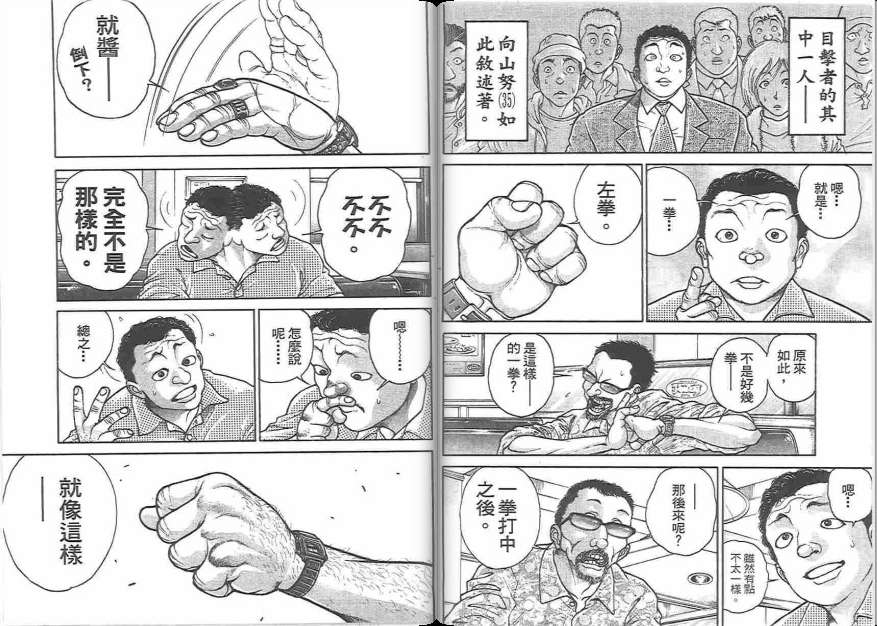 目擊者的其
中一人——
向山努(35)如
此敘述著。
嗯…
就是…
一拳…
左拳。
原來
如此，
不是好幾
拳——
是這樣
的一拳？
嗯…
雖然有點
不太一樣。
——
那後來呢？
一拳打中
之後。
就醬——
倒下？
不不
不不。
完全不是
那樣的。
嗯………
怎麼說
呢……
總之…
就像這樣
——